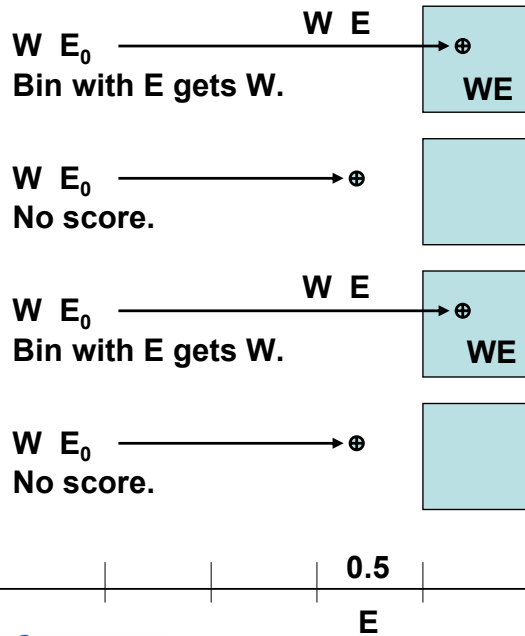 W E
W E₀
Bin with E gets W.
WE
W E₀
No score.
W E
W E₀
Bin with E gets W.
WE
W E₀
No score.
0.5
E